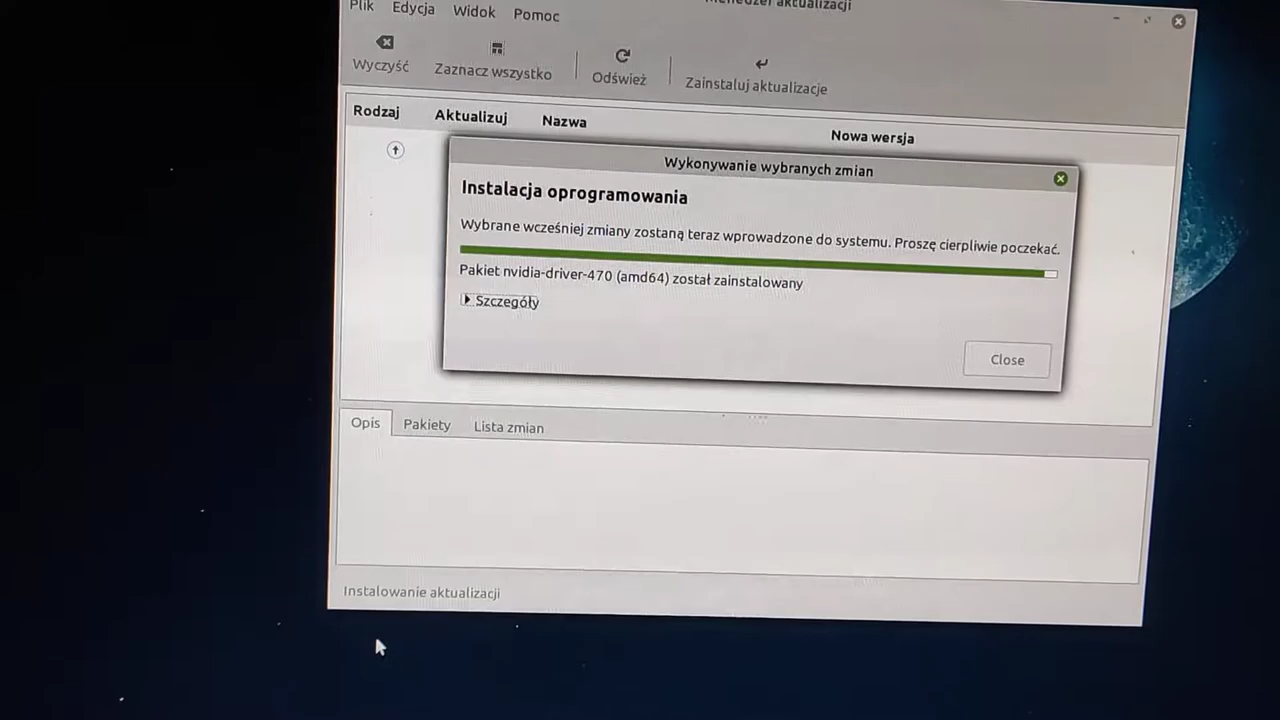 Menedżer aktualizacji
Plik Edycja Widok Pomoc
Wyczyść Zaznacz wszystko Odśwież Zainstaluj aktualizacje
Rodzaj Aktualizuj Nazwa Nowa wersja
Wykonywanie wybranych zmian
Instalacja oprogramowania
Wybrane wcześniej zmiany zostaną teraz wprowadzone do systemu. Proszę cierpliwie poczekać.
Pakiet nvidia-driver-470 (amd64) został zainstalowany
Szczegóły
Close
Opis Pakiety Lista zmian
Instalowanie aktualizacji